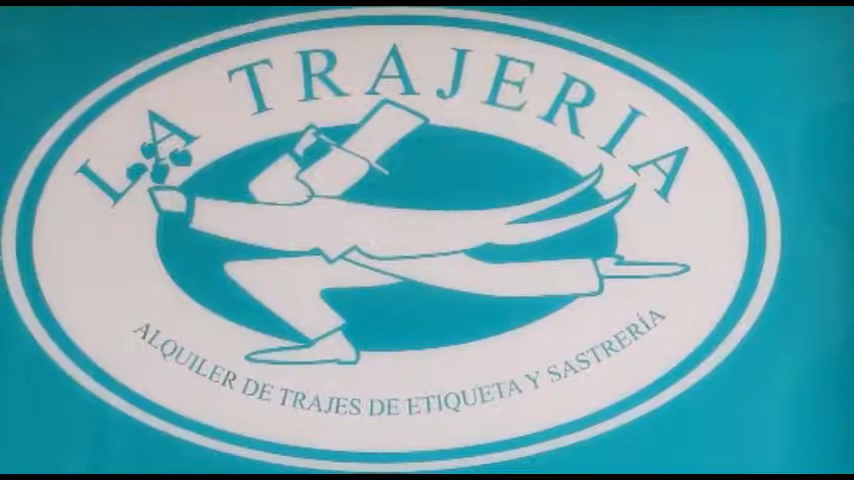 LA TRAJERIA
ALQUILER DE TRAJES DE ETIQUETA Y SASTRERÍA